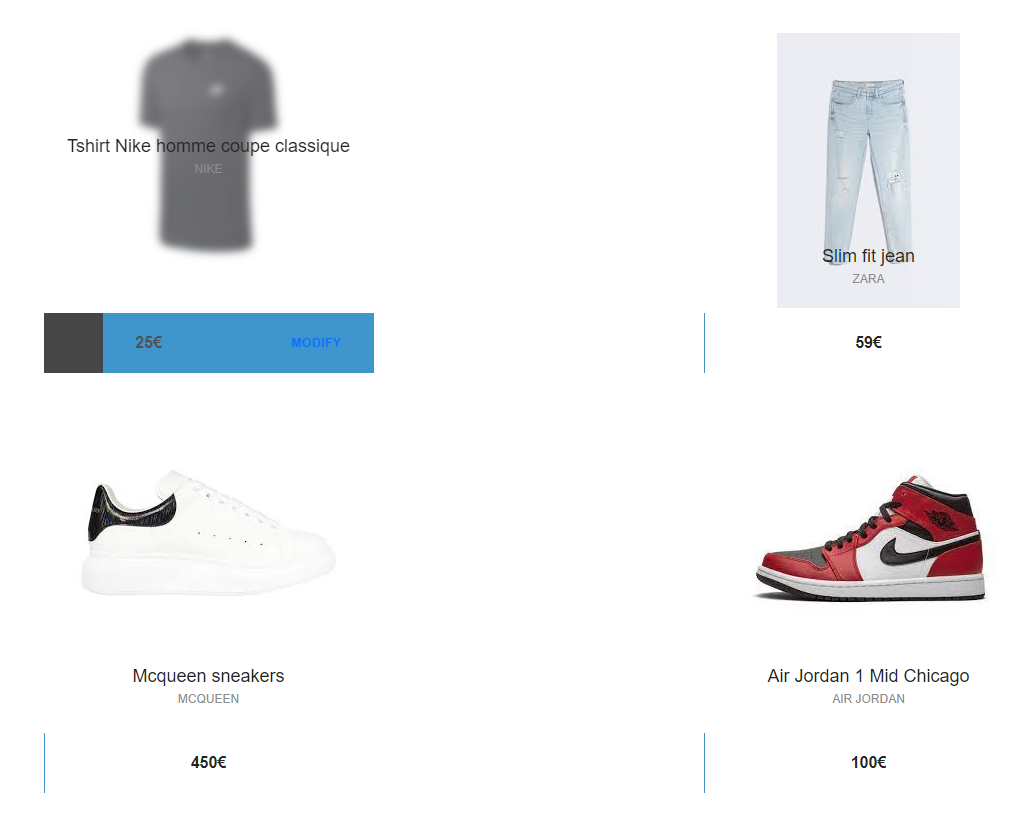 Tshirt Nike homme coupe classique
NIKE
25€
MODIFY
Slim fit jean
ZARA
59€
Mcqueen sneakers
MCQUEEN
450€
Air Jordan 1 Mid Chicago
AIR JORDAN
100€